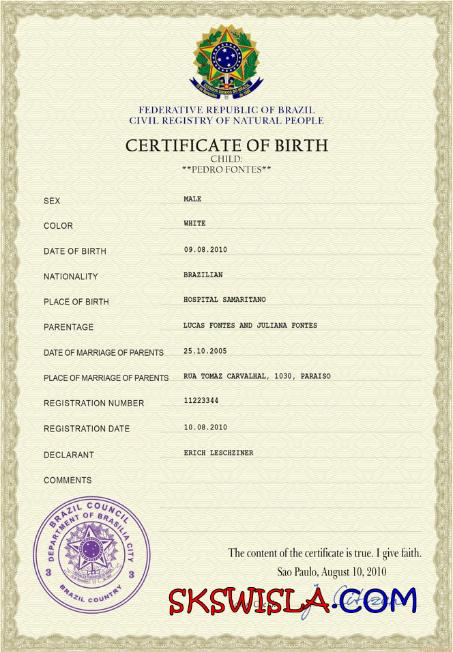 FEDERATIVE REPUBLIC OF BRAZIL
CIVIL REGISTRY OF NATURAL PEOPLE
CERTIFICATE OF BIRTH
CHILD:
**PEDRO FONTES**
SEX MALE
COLOR WHITE
DATE OF BIRTH 09.08.2010
NATIONALITY BRAZILIAN
PLACE OF BIRTH HOSPITAL SAMARITANO
PARENTAGE LUCAS FONTES AND JULIANA FONTES
DATE OF MARRIAGE OF PARENTS 25.10.2005
PLACE OF MARRIAGE OF PARENTS RUA TOMAZ CARVALHAL, 1030, PARAISO
REGISTRATION NUMBER 11223344
REGISTRATION DATE 10.08.2010
DECLARANT ERICH LESCHZINER
COMMENTS
BRAZIL COUNCIL
DEPARTMENT OF BRASILIA CITY
3 3
BRAZIL COUNTRY
The content of the certificate is true. I give faith.
Sao Paulo, August 10, 2010
SKSWISLA.COM